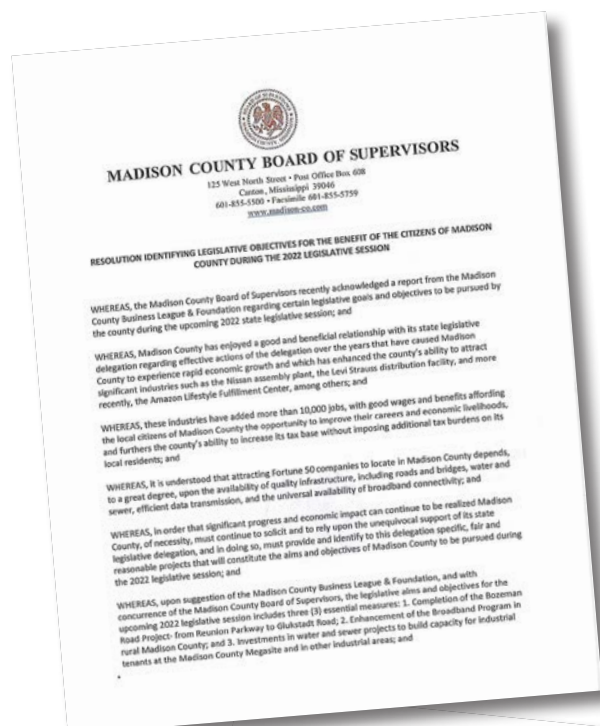 MADISON COUNTY BOARD OF SUPERVISORS
125 West North Street • Post Office Box 608
Canton, Mississippi 39046
601-855-5500 • Facsimile 601-855-5759
www.madison-co.com
RESOLUTION IDENTIFYING LEGISLATIVE OBJECTIVES FOR THE BENEFIT OF THE CITIZENS OF MADISON
COUNTY DURING THE 2022 LEGISLATIVE SESSION
WHEREAS, the Madison County Board of Supervisors recently acknowledged a report from the Madison
County Business League & Foundation regarding certain legislative goals and objectives to be pursued by
the county during the upcoming 2022 state legislative session; and
WHEREAS, Madison County has enjoyed a good and beneficial relationship with its state legislative
delegation regarding effective actions of the delegation over the years that have caused Madison
County to experience rapid economic growth and which has enhanced the county's ability to attract
significant industries such as the Nissan assembly plant, the Levi Strauss distribution facility, and more
recently, the Amazon Lifestyle Fulfillment Center, among others; and
WHEREAS, these industries have added more than 10,000 jobs, with good wages and benefits affording
the local citizens of Madison County the opportunity to improve their careers and economic livelihoods,
and furthers the county's ability to increase its tax base without imposing additional tax burdens on its
local residents; and
WHEREAS, it is understood that attracting Fortune 50 companies to locate in Madison County depends,
to a great degree, upon the availability of quality infrastructure, including roads and bridges, water and
sewer, efficient data transmission, and the universal availability of broadband connectivity; and
WHEREAS, in order that significant progress and economic impact can continue to be realized Madison
County, of necessity, must continue to solicit and to rely upon the unequivocal support of its state
legislative delegation, and in doing so, must provide and identify to this delegation specific, fair and
reasonable projects that will constitute the aims and objectives of Madison County to be pursued during
the 2022 legislative session; and
WHEREAS, upon suggestion of the Madison County Business League & Foundation, and with
concurrence of the Madison County Board of Supervisors, the legislative aims and objectives for the
upcoming 2022 legislative session includes three (3) essential measures: 1. Completion of the Bozeman
Road Project- from Reunion Parkway to Gluckstadt Road; 2. Enhancement of the Broadband Program in
rural Madison County; and 3. Investments in water and sewer projects to build capacity for industrial
tenants at the Madison County Megasite and in other industrial areas; and